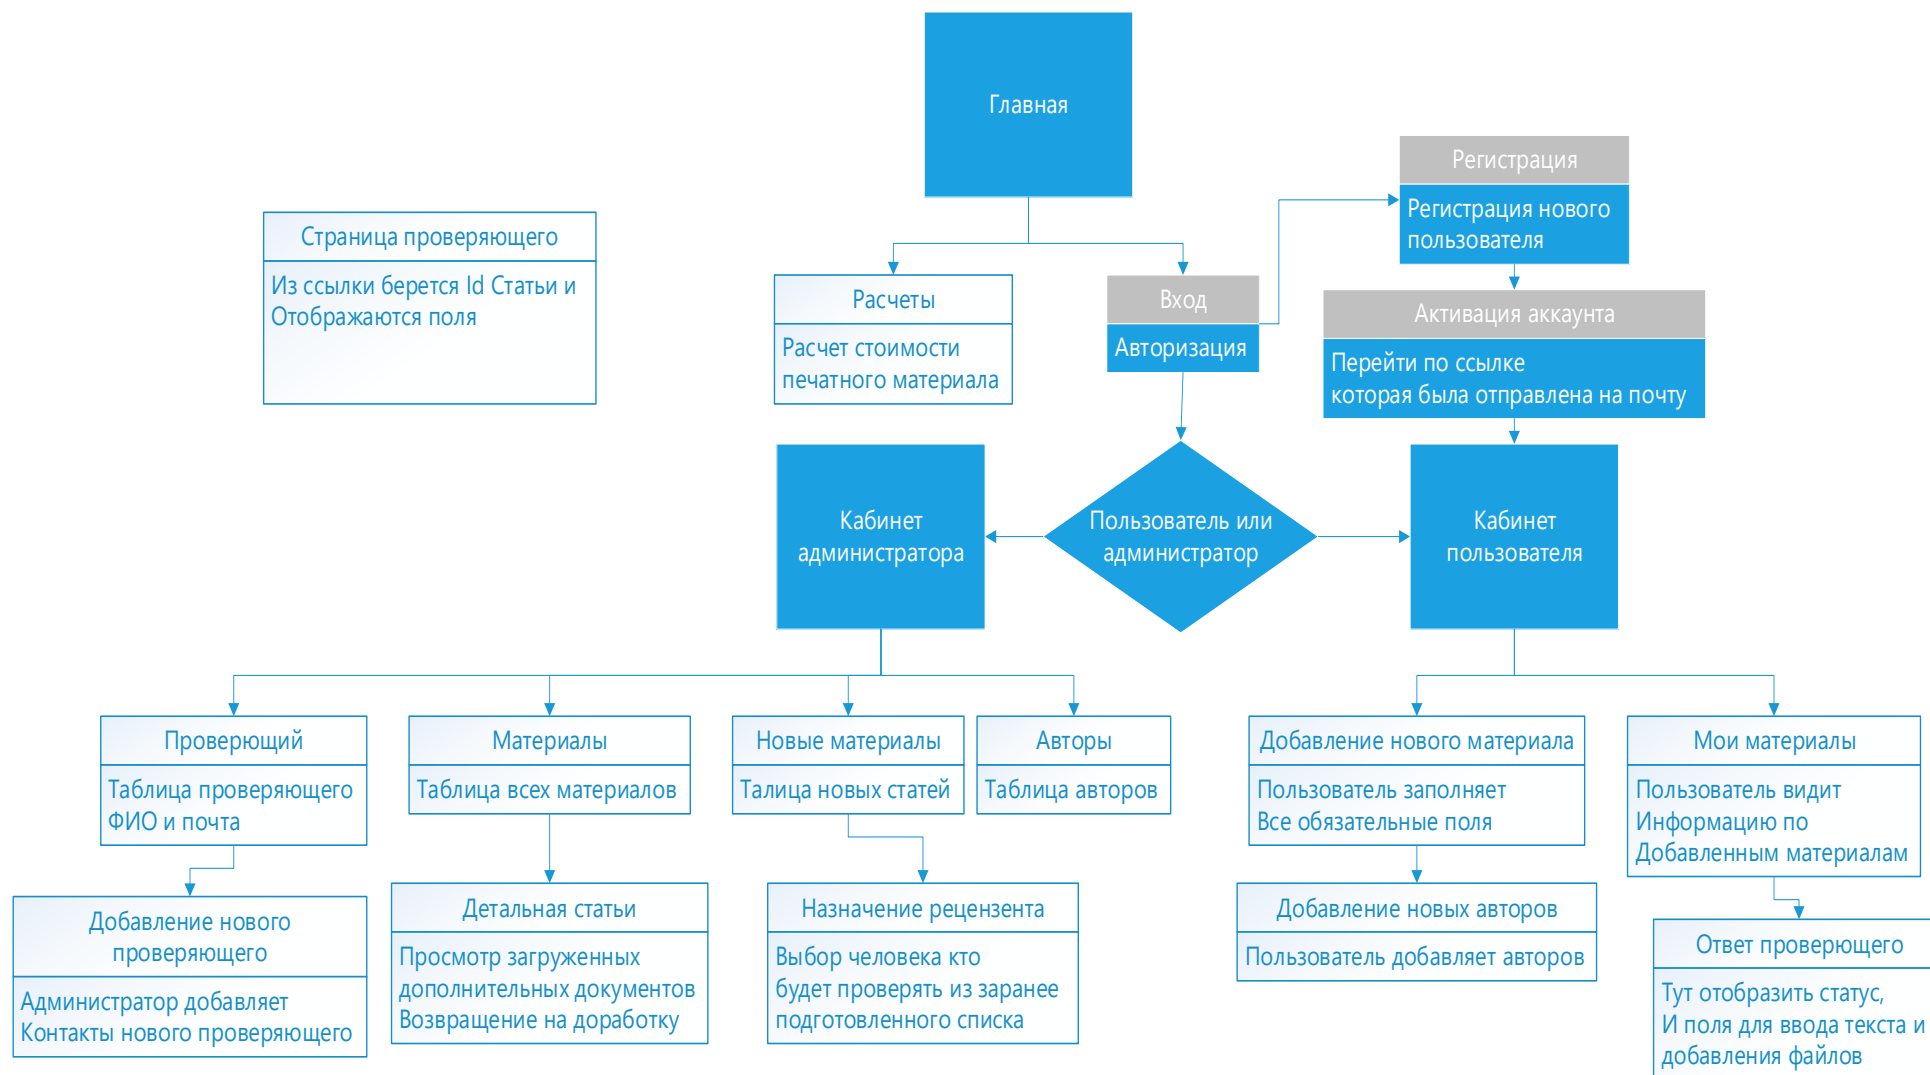 Главная
Регистрация
Регистрация нового
пользователя
Страница проверяющего
Из ссылки берется Id Статьи и
Отображаются поля
Расчеты
Расчет стоимости
печатного материала
Вход
Авторизация
Активация аккаунта
Перейти по ссылке
которая была отправлена на почту
Кабинет
администратора
Пользователь или
администратор
Кабинет
пользователя
Проверющий
Таблица проверяющего
ФИО и почта
Материалы
Таблица всех материалов
Новые материалы
Талица новых статей
Авторы
Таблица авторов
Добавление нового материала
Пользователь заполняет
Все обязательные поля
Мои материалы
Пользователь видит
Информацию по
Добавленным материалам
Добавление нового
проверяющего
Администратор добавляет
Контакты нового проверяющего
Детальная статьи
Просмотр загруженных
дополнительных документов
Возвращение на доработку
Назначение рецензента
Выбор человека кто
будет проверять из заранее
подготовленного списка
Добавление новых авторов
Пользователь добавляет авторов
Ответ проверющего
Тут отобразить статус,
И поля для ввода текста и
добавления файлов